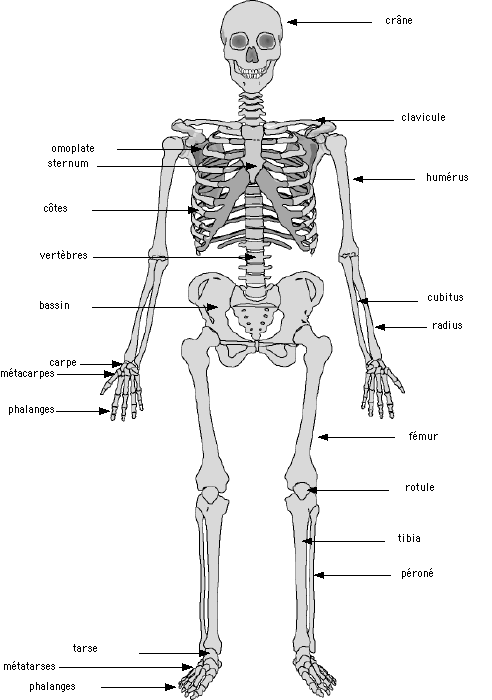 crâne
clavicule
omoplate
sternum
humérus
côtes
vertèbres
cubitus
bassin
radius
carpe
métacarpes
phalanges
fémur
rotule
tibia
péroné
tarse
métatarses
phalanges